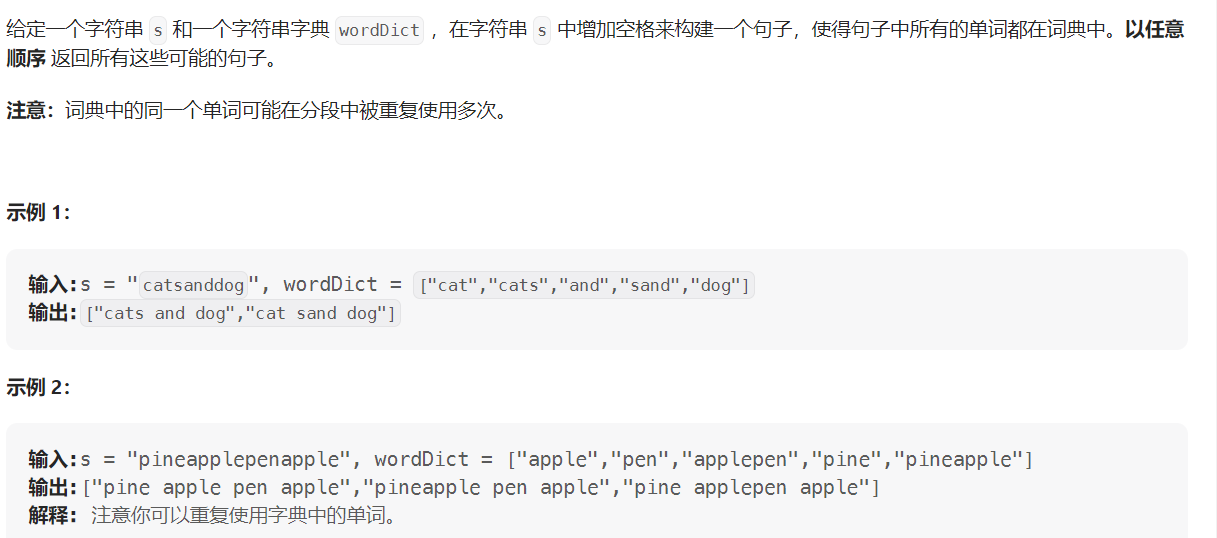 给定一个字符串 s 和一个字符串字典 wordDict ，在字符串 s 中增加空格来构建一个句子，使得句子中所有的单词都在词典中。以任意
顺序 返回所有这些可能的句子。
注意：词典中的同一个单词可能在分段中被重复使用多次。
示例 1：
输入:s = "catsanddog", wordDict = ["cat","cats","and","sand","dog"]
输出:["cats and dog","cat sand dog"]
示例 2：
输入:s = "pineapplepenapple", wordDict = ["apple","pen","applepen","pine","pineapple"]
输出:["pine apple pen apple","pineapple pen apple","pine applepen apple"]
解释: 注意你可以重复使用字典中的单词。